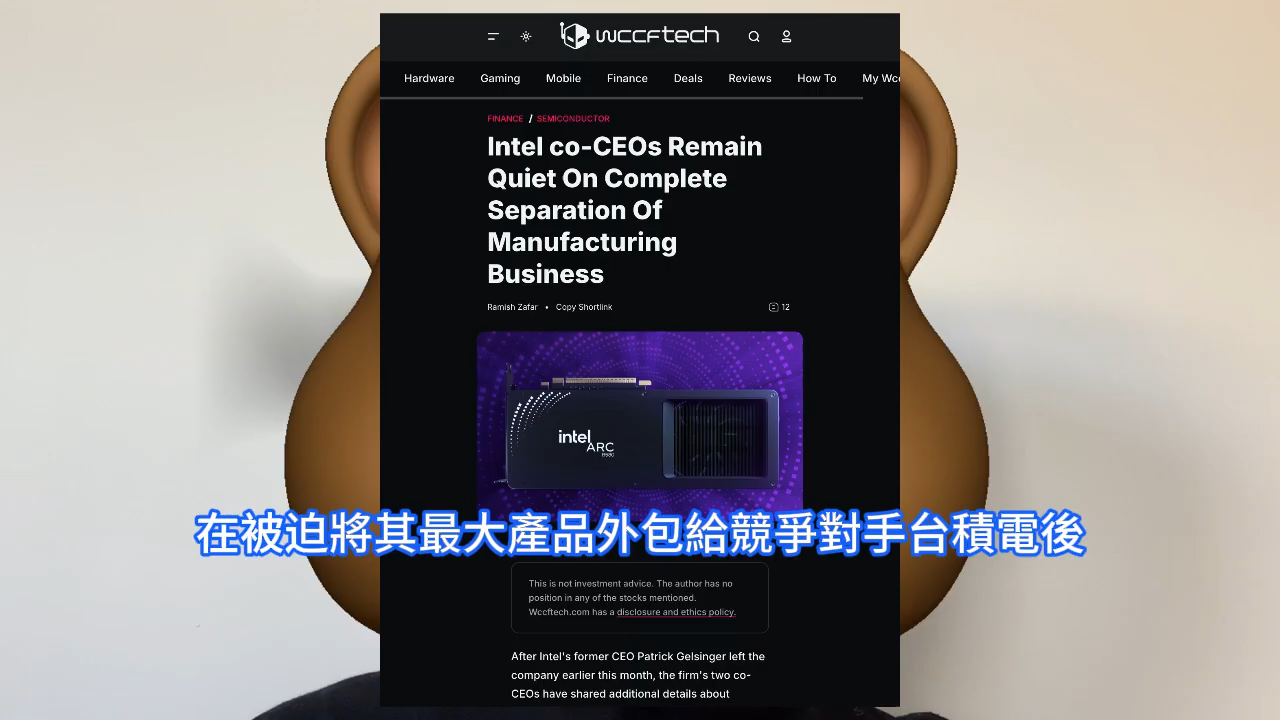 wccftech
Hardware Gaming Mobile Finance Deals Reviews How To My Wcc
FINANCE / SEMICONDUCTOR
Intel co-CEOs Remain
Quiet On Complete
Separation Of
Manufacturing
Business
Ramish Zafar • Copy Shortlink 12
intel
ARC
在被迫將其最大產品外包給競爭對手台積電後
This is not investment advice. The author has no
position in any of the stocks mentioned.
Wccftech.com has a disclosure and ethics policy.
After Intel's former CEO Patrick Gelsinger left the
company earlier this month, the firm's two co-
CEOs have shared additional details about